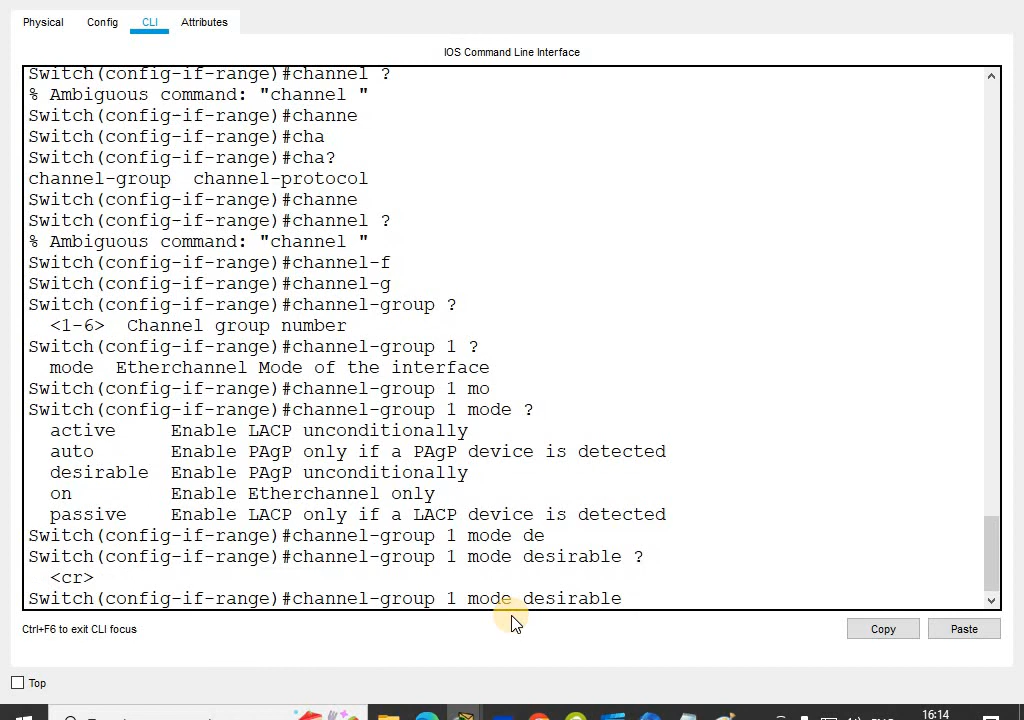 Physical Config CLI Attributes
IOS Command Line Interface
Switch(config-if-range)#channel ?
% Ambiguous command: "channel "
Switch(config-if-range)#channe
Switch(config-if-range)#cha
Switch(config-if-range)#cha?
channel-group channel-protocol
Switch(config-if-range)#channe
Switch(config-if-range)#channel ?
% Ambiguous command: "channel "
Switch(config-if-range)#channel-f
Switch(config-if-range)#channel-g
Switch(config-if-range)#channel-group ?
<1-6> Channel group number
Switch(config-if-range)#channel-group 1 ?
mode Etherchannel Mode of the interface
Switch(config-if-range)#channel-group 1 mo
Switch(config-if-range)#channel-group 1 mode ?
active Enable LACP unconditionally
auto Enable PAgP only if a PAgP device is detected
desirable Enable PAgP unconditionally
on Enable Etherchannel only
passive Enable LACP only if a LACP device is detected
Switch(config-if-range)#channel-group 1 mode de
Switch(config-if-range)#channel-group 1 mode desirable ?
<cr>
Switch(config-if-range)#channel-group 1 mode desirable
Ctrl+F6 to exit CLI focus
Copy Paste
Top
16:14